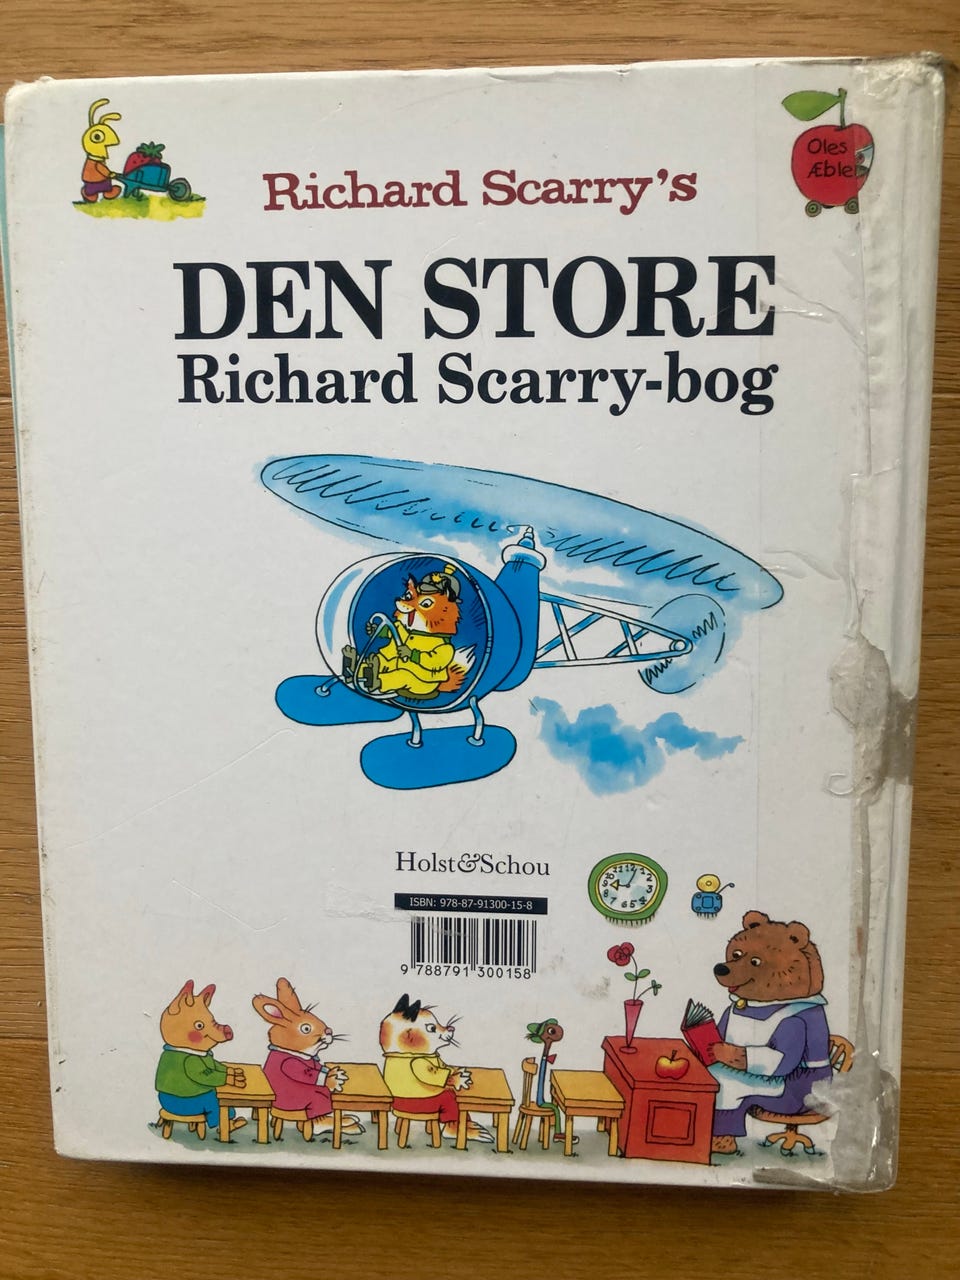 Richard Scarry's
Oles
Æble
DEN STORE
Richard Scarry-bog
Holst&Schou
ISBN: 978-87-91300-15-8
9 788791 300158